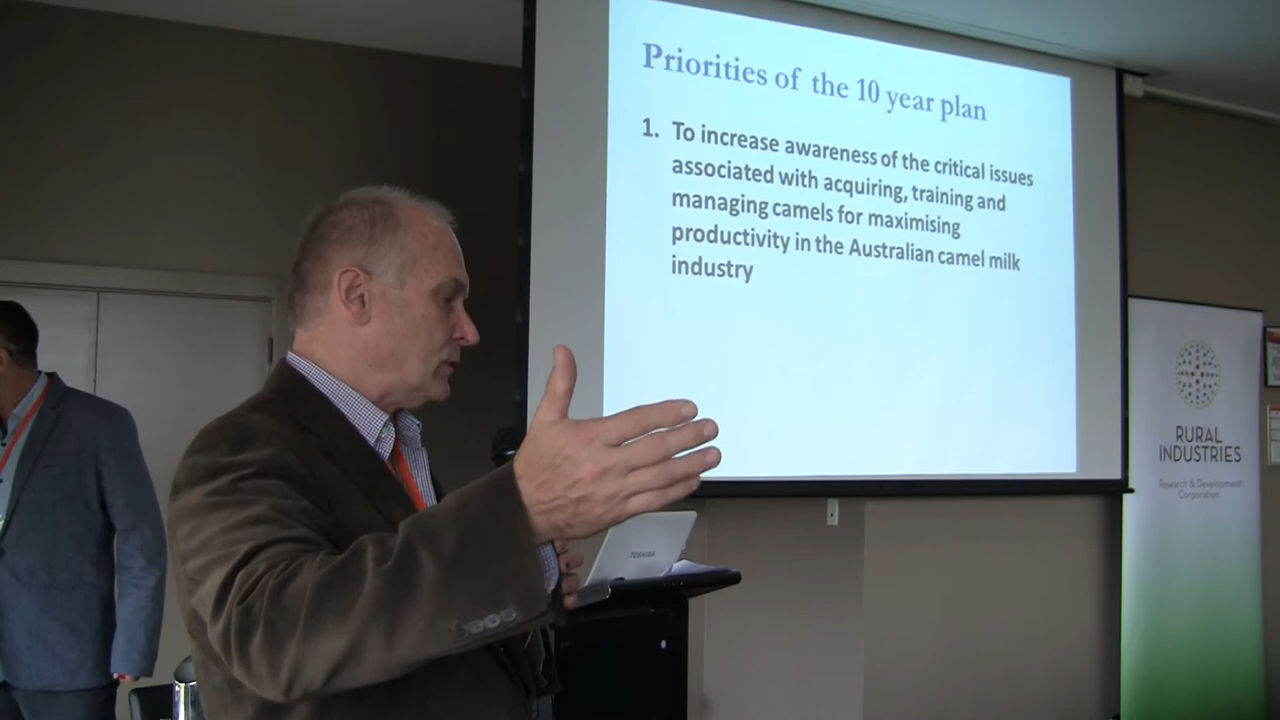 Priorities of the 10 year plan
1. To increase awareness of the critical issues
associated with acquiring, training and
managing camels for maximising
productivity in the Australian camel milk
industry
RURAL
INDUSTRIES
Research & Development
Corporation
TOSHIBA